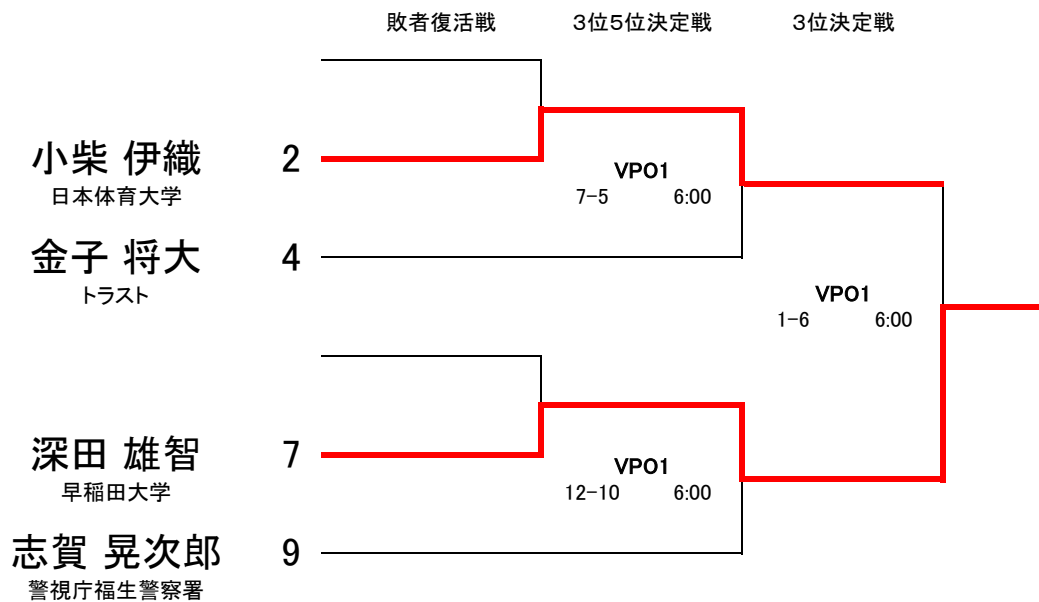 敗者復活戦 3位5位決定戦 3位決定戦
小柴 伊織 2
日本体育大学
VPO1
7-5 6:00
金子 将大 4
トラスト
VPO1
1-6 6:00
深田 雄智 7
早稲田大学
VPO1
12-10 6:00
志賀 晃次郎 9
警視庁福生警察署